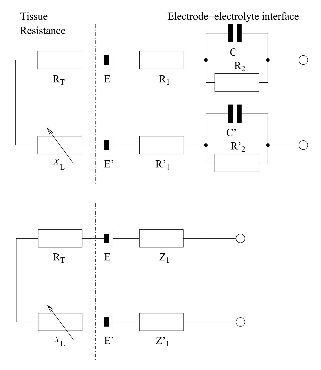 Tissue
Resistance
Electrode-electrolyte interface
C
R_T E R_1 R_2
C'
x_L E' R'_1 R'_2
R_T E Z_1
x_L E' Z'_1